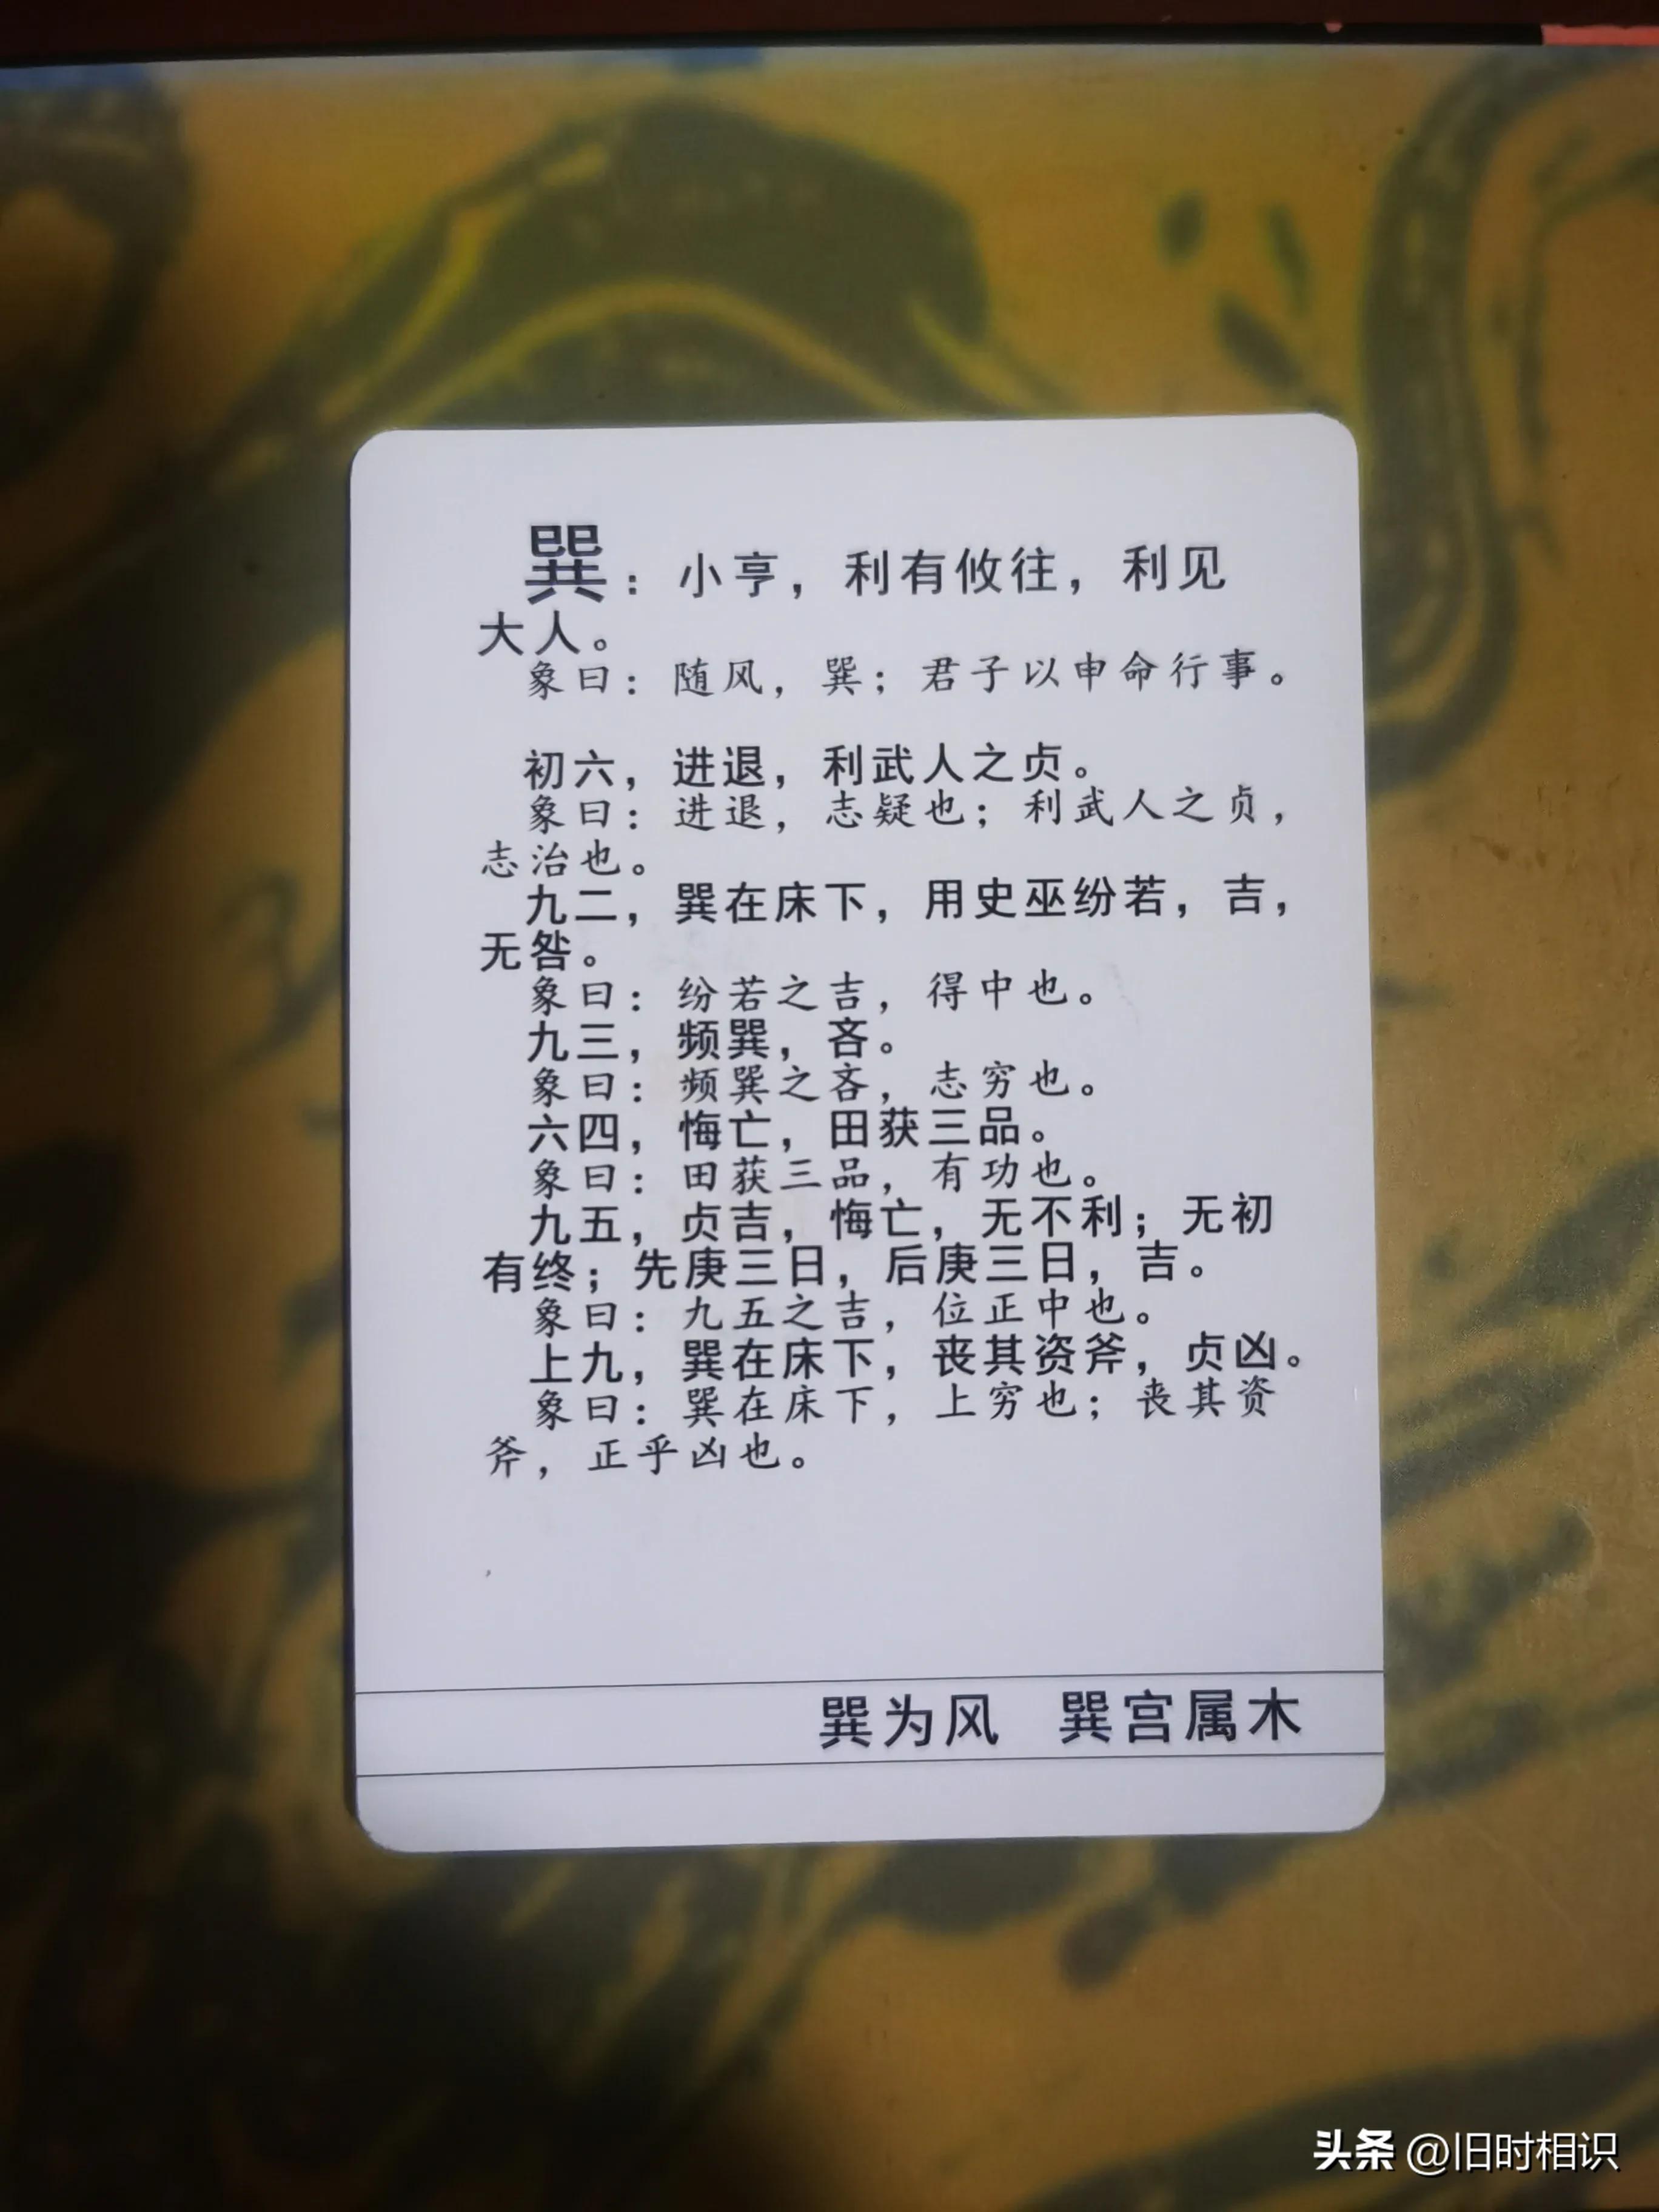 巽：小亨，利有攸往，利见
大人。
象曰：随风，巽；君子以申命行事。
初六，进退，利武人之贞。
象曰：进退，志疑也；利武人之贞，
志治也。
九二，巽在床下，用史巫纷若，吉，
无咎。
象曰：纷若之吉，得中也。
九三，频巽，吝。
象曰：频巽之吝，志穷也。
六四，悔亡，田获三品。
象曰：田获三品，有功也。
九五，贞吉，悔亡，无不利；无初
有终；先庚三日，后庚三日，吉。
象曰：九五之吉，位正中也。
上九，巽在床下，丧其资斧，贞凶。
象曰：巽在床下，上穷也；丧其资
斧，正乎凶也。
巽为风 巽宫属木
头条 @旧时相识